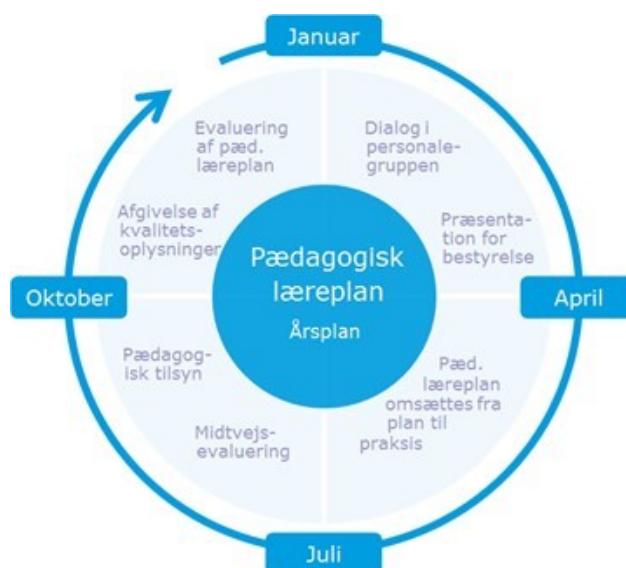 Januar
Evaluering
af pæd.
læreplan
Dialog i
personale-
gruppen
Afgivelse af
kvalitets-
oplysninger
Præsenta-
tion for
bestyrelse
Pædagogisk
læreplan
Årsplan
Oktober
April
Pædagog-
isk tilsyn
Pæd.
læreplan
omsættes fra
plan til
praksis
Midtvejs-
evaluering
Juli